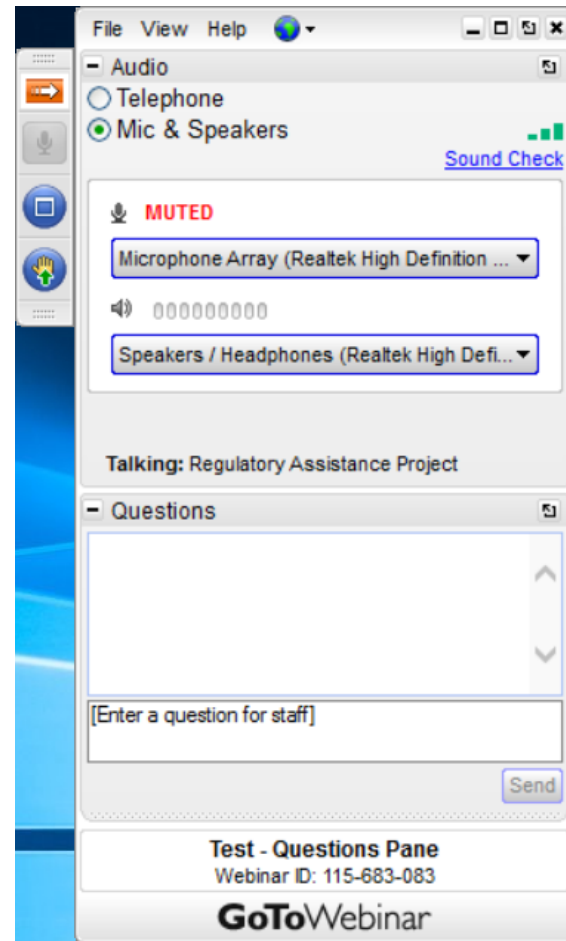 File View Help
Audio
Telephone
Mic & Speakers
Sound Check
MUTED
Microphone Array (Realtek High Definition ...
000000000
Speakers / Headphones (Realtek High Defi...
Talking: Regulatory Assistance Project
Questions
[Enter a question for staff]
Send
Test - Questions Pane
Webinar ID: 115-683-083
GoToWebinar